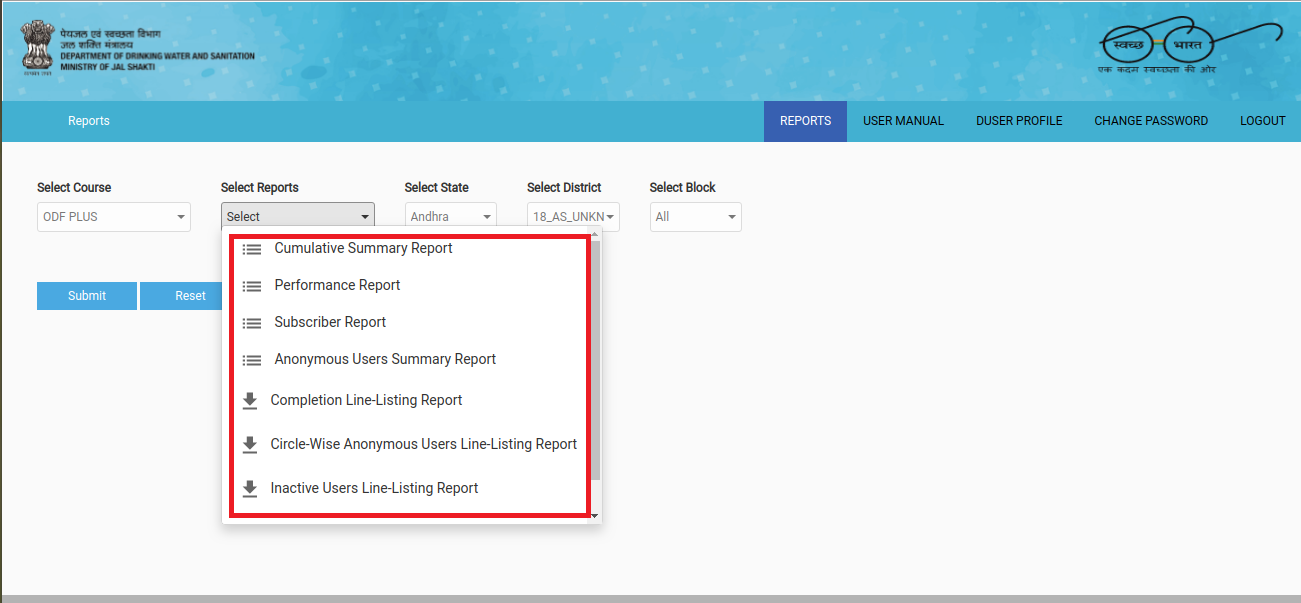 पेयजल एवं स्वच्छता विभाग
जल शक्ति मंत्रालय
DEPARTMENT OF DRINKING WATER AND SANITATION
MINISTRY OF JAL SHAKTI
स्वच्छ भारत
एक कदम स्वच्छता की ओर
Reports
REPORTS USER MANUAL DUSER PROFILE CHANGE PASSWORD LOGOUT
Select Course Select Reports Select State Select District Select Block
ODF PLUS Select Andhra 18_AS_UNKN All
Cumulative Summary Report
Performance Report
Submit Reset
Subscriber Report
Anonymous Users Summary Report
Completion Line-Listing Report
Circle-Wise Anonymous Users Line-Listing Report
Inactive Users Line-Listing Report